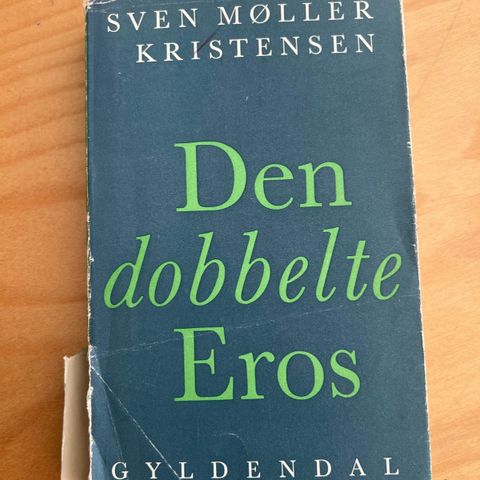 SVEN MØLLER
KRISTENSEN
Den
dobbelte
Eros
GYLDENDAL